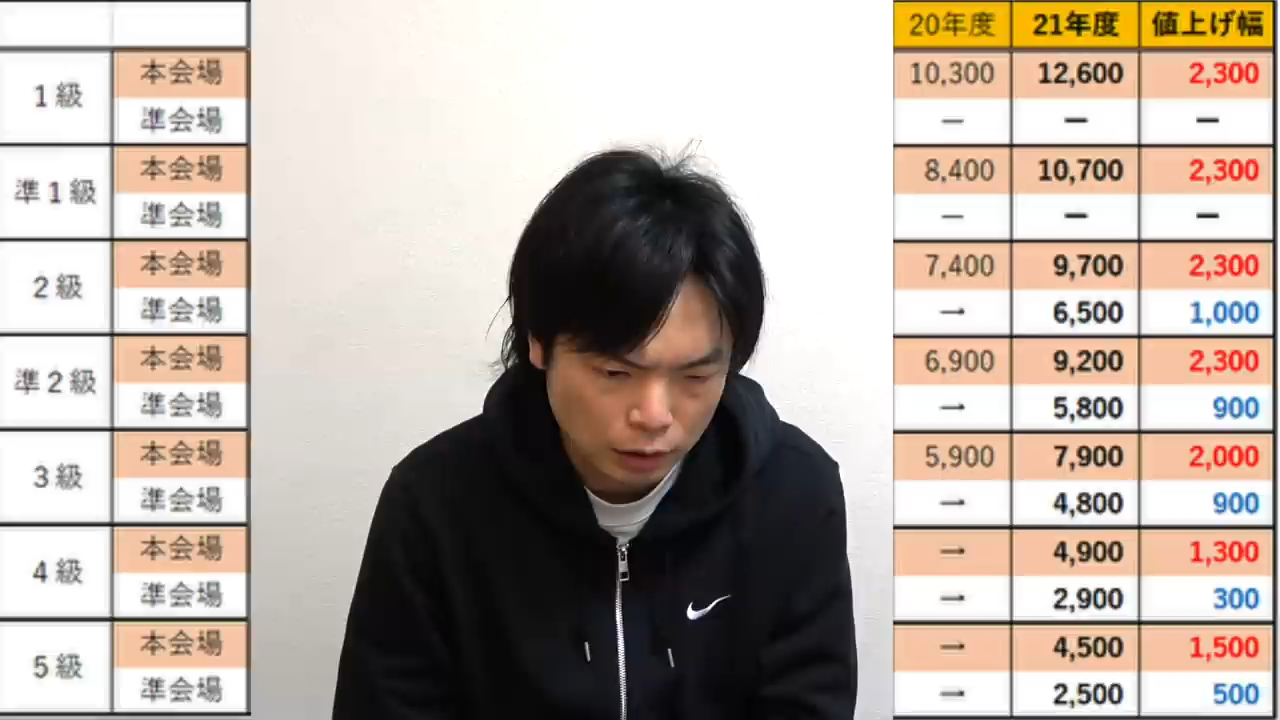 20年度 21年度 値上げ幅
1級 本会場 10,300 12,600 2,300
準会場 － － －
準1級 本会場 8,400 10,700 2,300
準会場 － － －
2級 本会場 7,400 9,700 2,300
準会場 → 6,500 1,000
準2級 本会場 6,900 9,200 2,300
準会場 → 5,800 900
3級 本会場 5,900 7,900 2,000
準会場 → 4,800 900
4級 本会場 → 4,900 1,300
準会場 → 2,900 300
5級 本会場 → 4,500 1,500
準会場 → 2,500 500